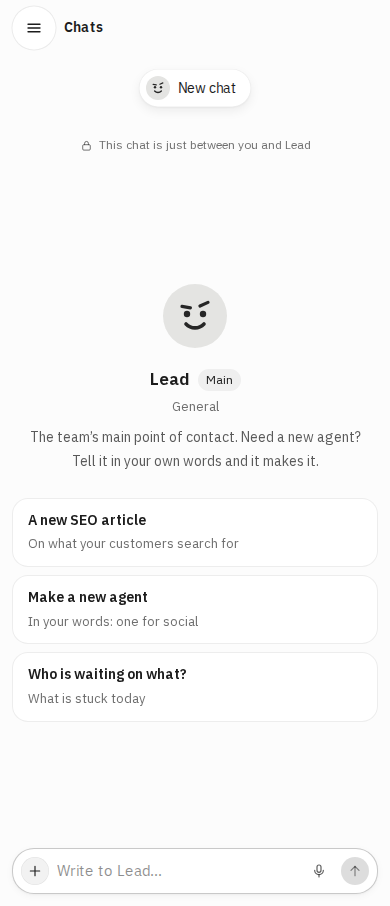 Chats
New chat
This chat is just between you and Lead
Lead Main
General
The team's main point of contact. Need a new agent?
Tell it in your own words and it makes it.
A new SEO article
On what your customers search for
Make a new agent
In your words: one for social
Who is waiting on what?
What is stuck today
Write to Lead...